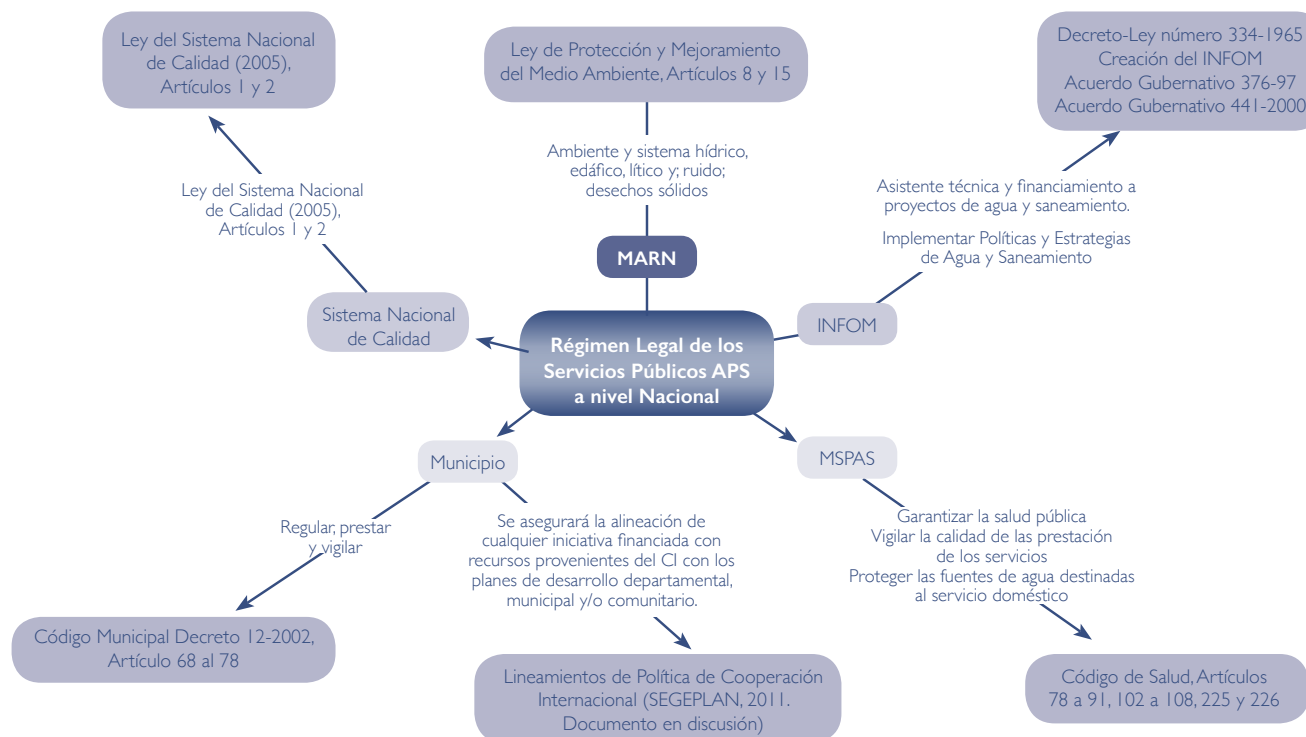 Ley del Sistema Nacional
de Calidad (2005),
Artículos 1 y 2
Ley de Protección y Mejoramiento
del Medio Ambiente, Artículos 8 y 15
Decreto-Ley número 334-1965
Creación del INFOM
Acuerdo Gubernativo 376-97
Acuerdo Gubernativo 441-2000
Ambiente y sistema hídrico,
edáfico, lítico y; ruido;
desechos sólidos
Ley del Sistema Nacional
de Calidad (2005),
Artículos 1 y 2
Asistente técnica y financiamiento a
proyectos de agua y saneamiento.
Implementar Políticas y Estrategias
de Agua y Saneamiento
MARN
Sistema Nacional
de Calidad
INFOM
Régimen Legal de los
Servicios Públicos APS
a nivel Nacional
Municipio
MSPAS
Regular, prestar
y vigilar
Se asegurará la alineación de
cualquier iniciativa financiada con
recursos provenientes del CI con los
planes de desarrollo departamental,
municipal y/o comunitario.
Garantizar la salud pública
Vigilar la calidad de las prestación
de los servicios
Proteger las fuentes de agua destinadas
al servicio doméstico
Código Municipal Decreto 12-2002,
Artículo 68 al 78
Lineamientos de Política de Cooperación
Internacional (SEGEPLAN, 2011.
Documento en discusión)
Código de Salud, Artículos
78 a 91, 102 a 108, 225 y 226